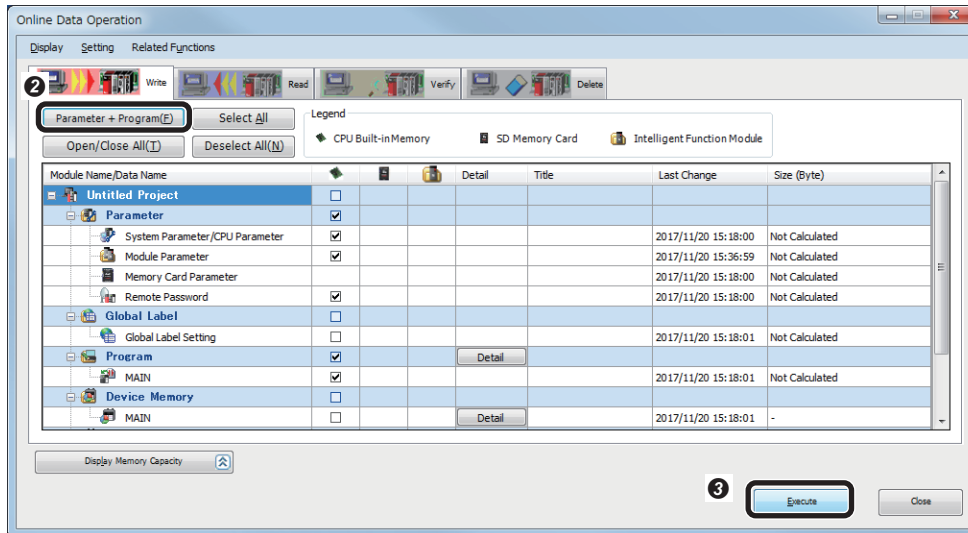 Online Data Operation
Display Setting Related Functions
❷ Write Read Verify Delete
Parameter + Program(F) Select All Legend
Open/Close All(T) Deselect All(N) CPU Built-in Memory SD Memory Card Intelligent Function Module
Module Name/Data Name Detail Title Last Change Size (Byte)
Untitled Project
Parameter
System Parameter/CPU Parameter 2017/11/20 15:18:00 Not Calculated
Module Parameter 2017/11/20 15:36:59 Not Calculated
Memory Card Parameter 2017/11/20 15:18:00 Not Calculated
Remote Password 2017/11/20 15:18:00 Not Calculated
Global Label
Global Label Setting 2017/11/20 15:18:01 Not Calculated
Program Detail
MAIN 2017/11/20 15:18:01 Not Calculated
Device Memory
MAIN Detail 2017/11/20 15:18:01 -
Display Memory Capacity
❸ Execute Close